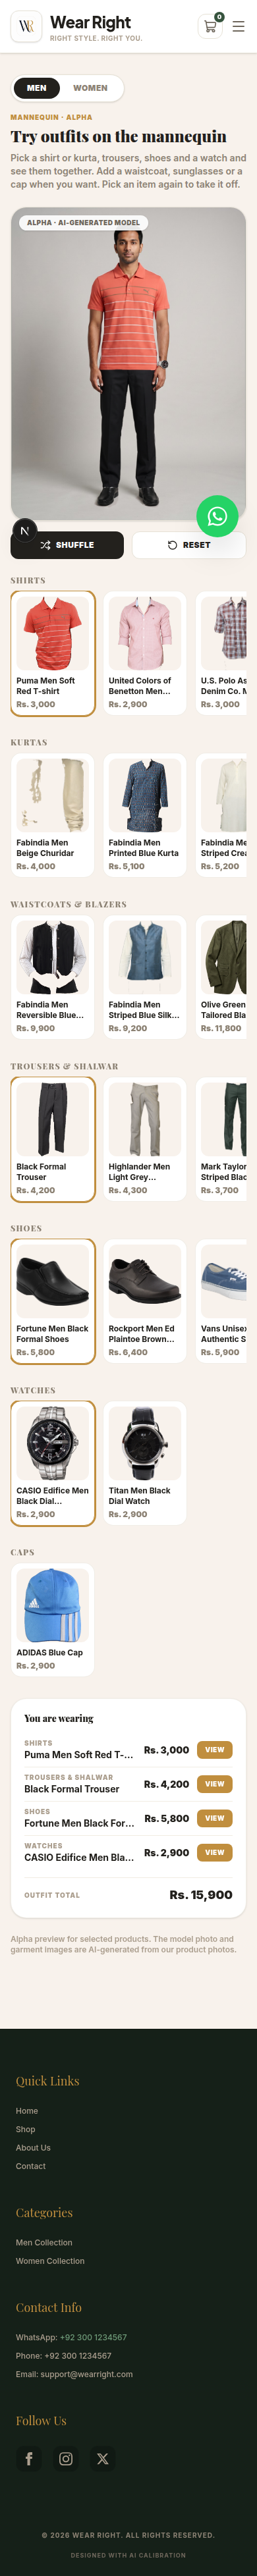 WR
Wear Right
RIGHT STYLE. RIGHT YOU.
0
MEN
WOMEN
MANNEQUIN · ALPHA
Try outfits on the mannequin
Pick a shirt or kurta, trousers, shoes and a watch and
see them together. Add a waistcoat, sunglasses or a
cap when you want. Pick an item again to take it off.
ALPHA · AI-GENERATED MODEL
N
SHUFFLE
RESET
SHIRTS
Puma Men Soft
Red T-shirt
Rs. 3,000
United Colors of
Benetton Men...
Rs. 2,900
U.S. Polo As
Denim Co. M
Rs. 3,000
KURTAS
Fabindia Men
Beige Churidar
Rs. 4,000
Fabindia Men
Printed Blue Kurta
Rs. 5,100
Fabindia Me
Striped Crea
Rs. 5,200
WAISTCOATS & BLAZERS
Fabindia Men
Reversible Blue...
Rs. 9,900
Fabindia Men
Striped Blue Silk...
Rs. 9,200
Olive Green
Tailored Bla
Rs. 11,800
TROUSERS & SHALWAR
Black Formal
Trouser
Rs. 4,200
Highlander Men
Light Grey...
Rs. 4,300
Mark Taylor
Striped Blac
Rs. 3,700
SHOES
Fortune Men Black
Formal Shoes
Rs. 5,800
Rockport Men Ed
Plaintoe Brown...
Rs. 6,400
Vans Unisex
Authentic S
Rs. 5,900
WATCHES
CASIO Edifice Men
Black Dial...
Rs. 2,900
Titan Men Black
Dial Watch
Rs. 2,900
CAPS
adidas
ADIDAS Blue Cap
Rs. 2,900
You are wearing
SHIRTS
Puma Men Soft Red T-...
Rs. 3,000
VIEW
TROUSERS & SHALWAR
Black Formal Trouser
Rs. 4,200
VIEW
SHOES
Fortune Men Black For...
Rs. 5,800
VIEW
WATCHES
CASIO Edifice Men Bla...
Rs. 2,900
VIEW
OUTFIT TOTAL
Rs. 15,900
Alpha preview for selected products. The model photo and
garment images are AI-generated from our product photos.
Quick Links
Home
Shop
About Us
Contact
Categories
Men Collection
Women Collection
Contact Info
WhatsApp: +92 300 1234567
Phone: +92 300 1234567
Email: support@wearright.com
Follow Us
© 2026 WEAR RIGHT. ALL RIGHTS RESERVED.
DESIGNED WITH AI CALIBRATION